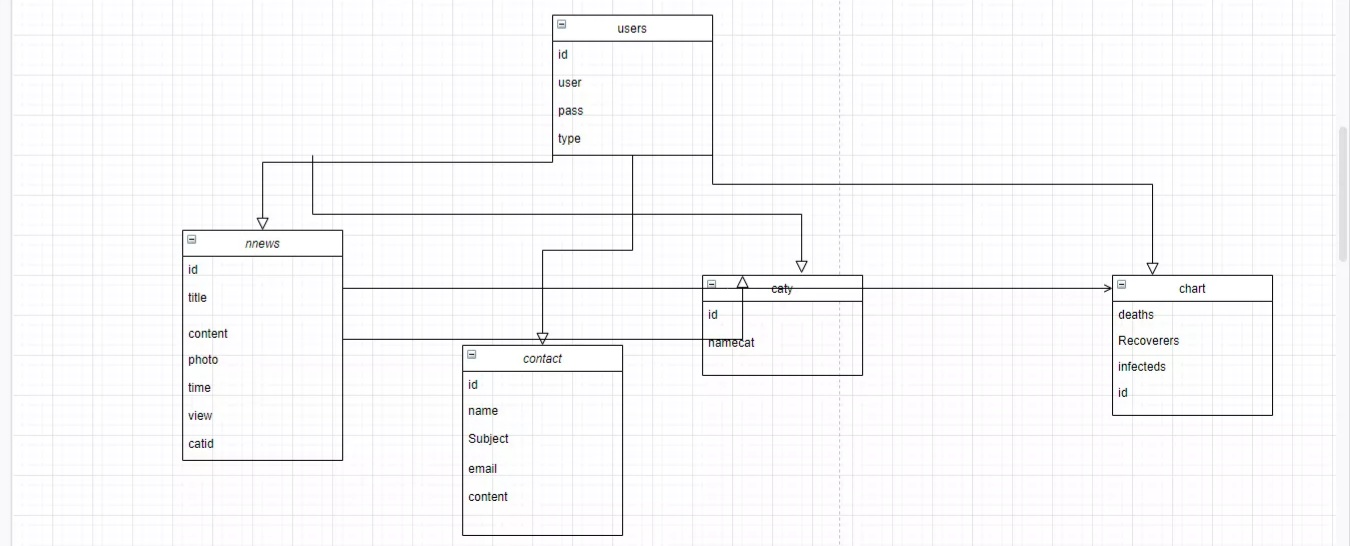 users
id
user
pass
type
nnews
id
title
content
photo
time
view
catid
contact
id
name
Subject
email
content
caty
id
namecat
chart
deaths
Recoverers
infecteds
id